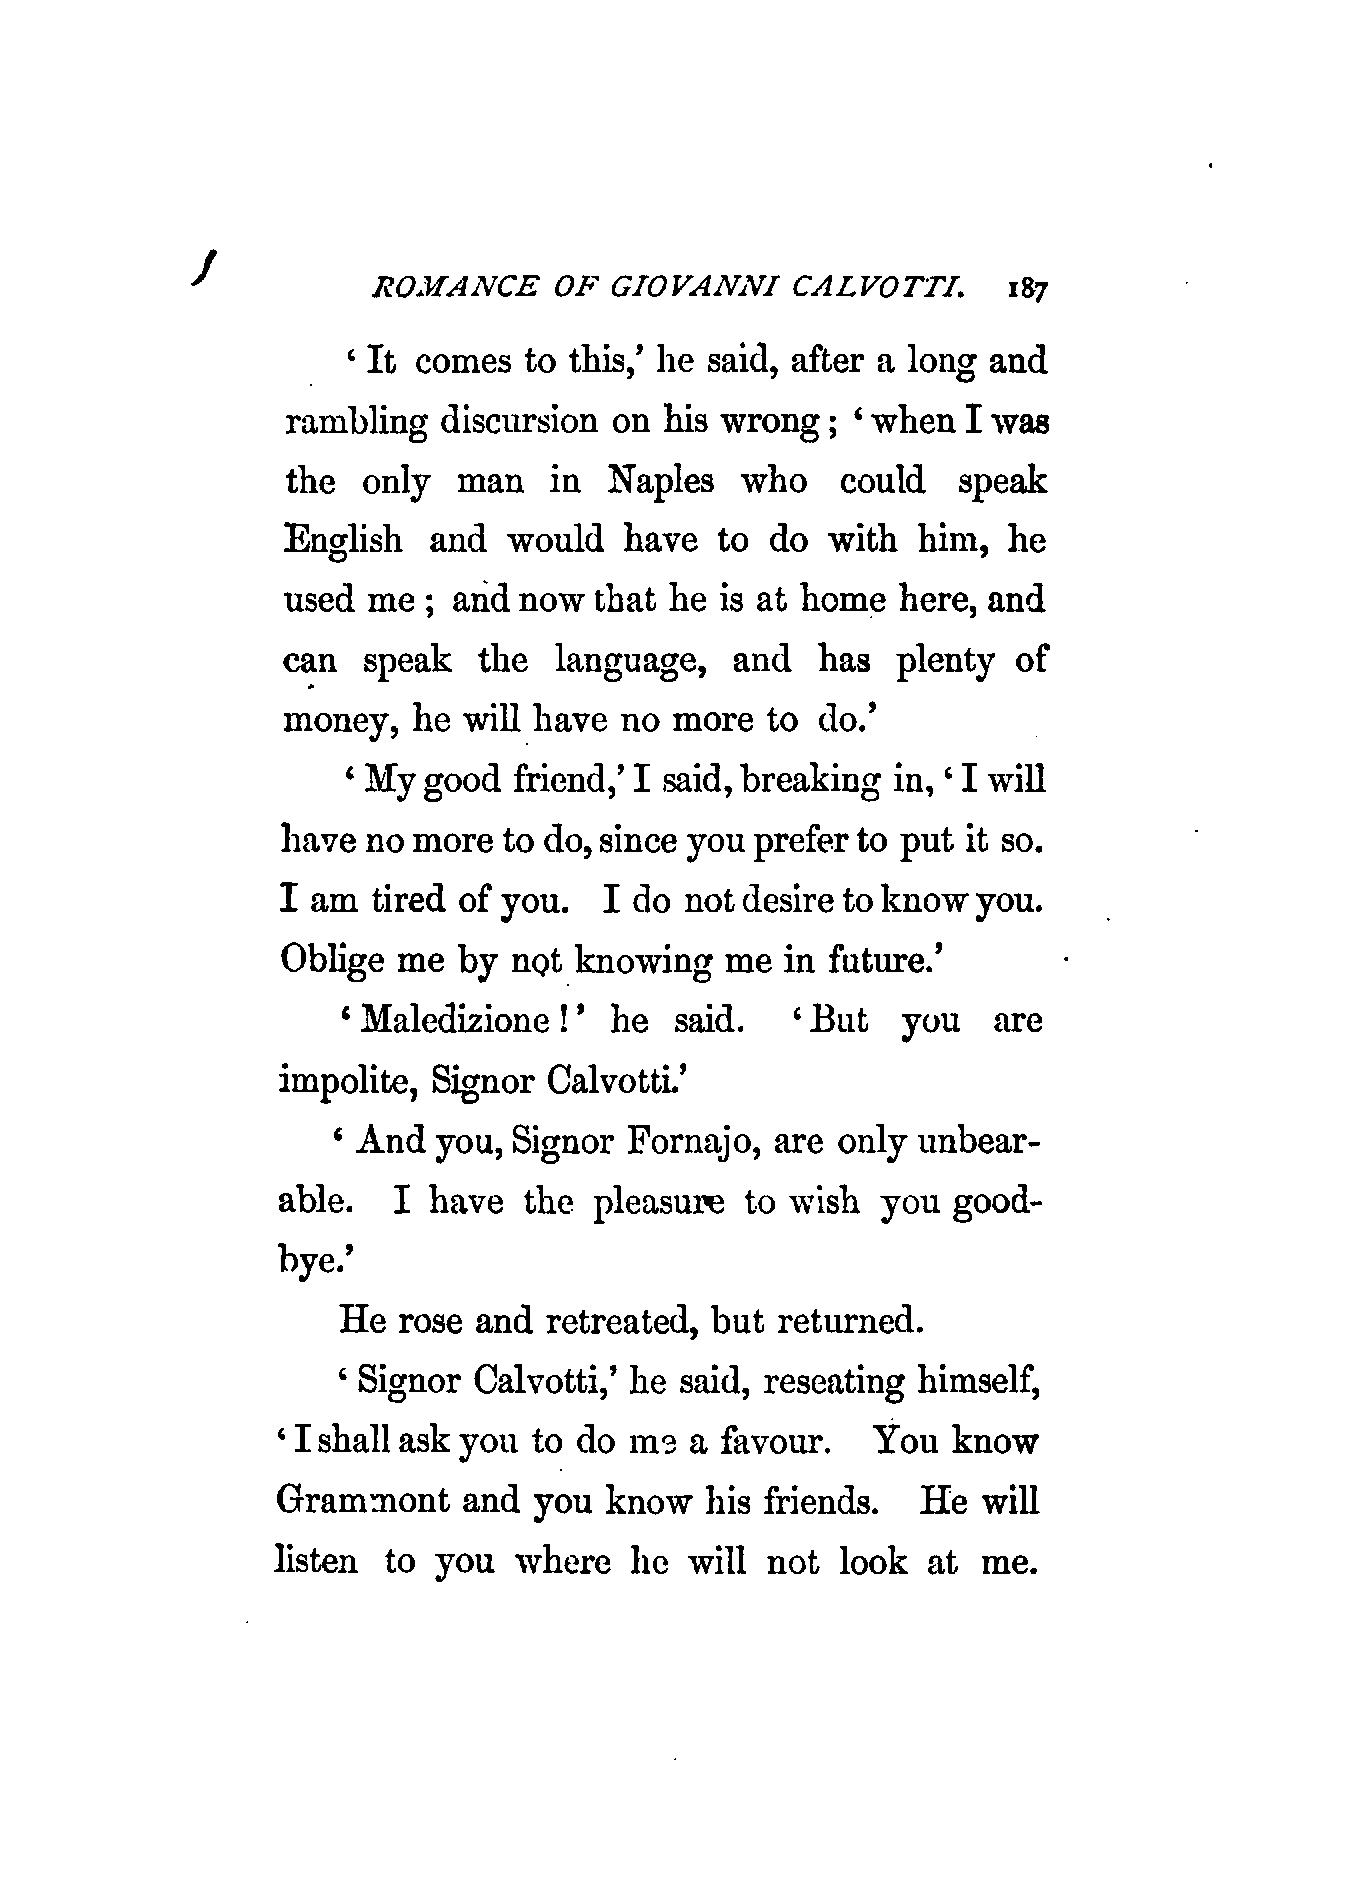 ROMANCE OF GIOVANNI CALVOTTI. 187
‘It comes to this,’ he said, after a long and
rambling discursion on his wrong; ‘when I was
the only man in Naples who could speak
English and would have to do with him, he
used me; and now that he is at home here, and
can speak the language, and has plenty of
money, he will have no more to do.’
‘My good friend,’ I said, breaking in, ‘I will
have no more to do, since you prefer to put it so.
I am tired of you. I do not desire to know you.
Oblige me by not knowing me in future.’
‘Maledizione!’ he said. ‘But you are
impolite, Signor Calvotti.’
‘And you, Signor Fornajo, are only unbear-
able. I have the pleasure to wish you good-
bye.’
He rose and retreated, but returned.
‘Signor Calvotti,’ he said, reseating himself,
‘I shall ask you to do me a favour. You know
Grammont and you know his friends. He will
listen to you where he will not look at me.